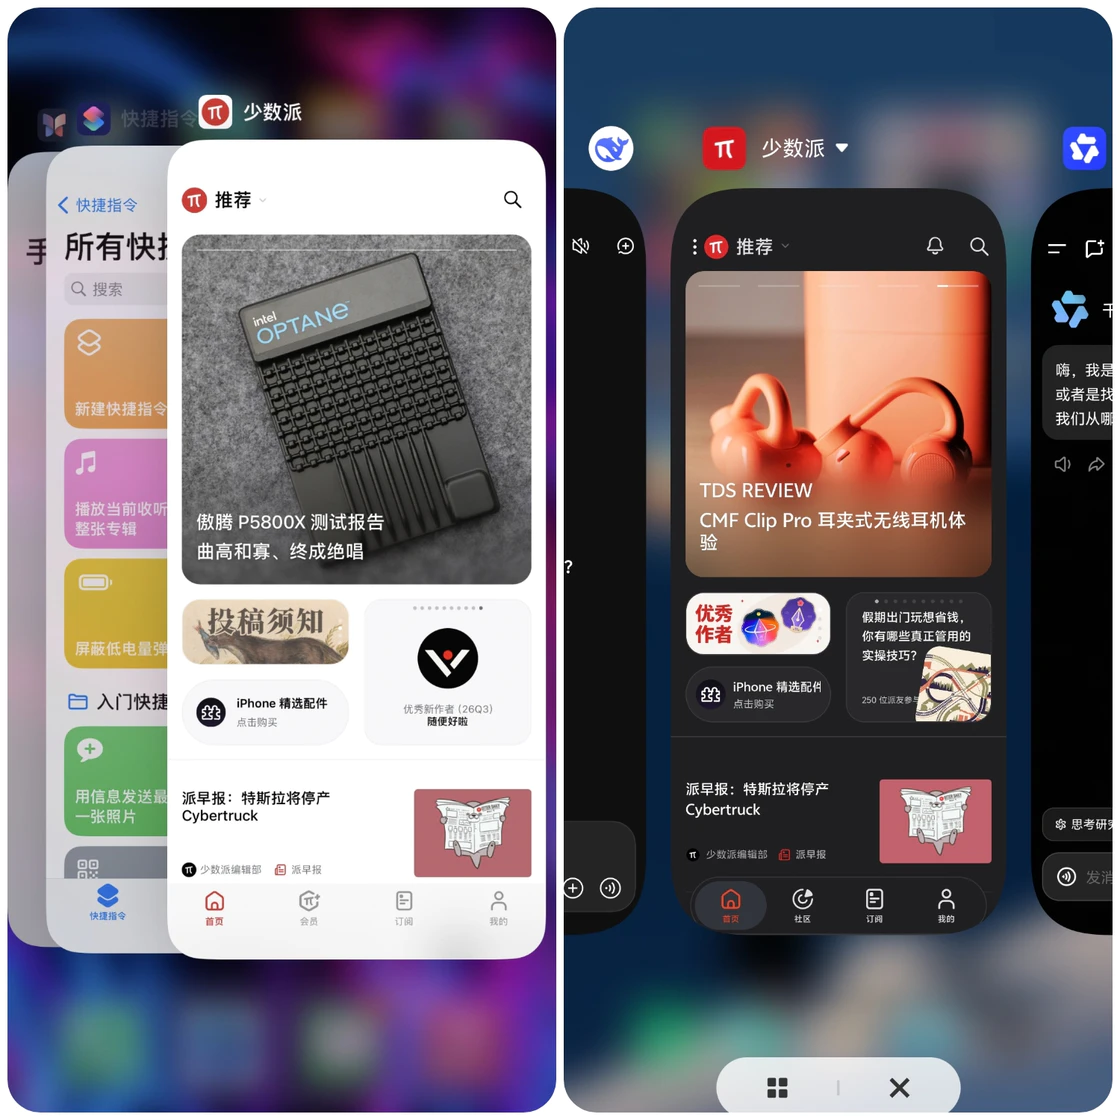 快捷指令
少数派
手
快捷指令
所有快捷
搜索
新建快捷指令
播放当前收听
整张专辑
屏蔽低电量弹
入门快捷
用信息发送最
一张照片
快捷指令
推荐
intel
OPTANE
傲腾 P5800X 测试报告
曲高和寡、终成绝唱
投稿须知
iPhone 精选配件
点击购买
优秀新作者 (26Q3)
随便好啦
派早报：特斯拉将停产
Cybertruck
少数派编辑部
派早报
首页
会员
订阅
我的
少数派
?
推荐
TDS REVIEW
CMF Clip Pro 耳夹式无线耳机体
验
优秀
作者
iPhone 精选配件
点击购买
假期出门玩想省钱，
你有哪些真正管用的
实操技巧？
250 位派友参与
派早报：特斯拉将停产
Cybertruck
少数派编辑部
派早报
首页
社区
订阅
我的
千
嗨，我是
或者是找
我们从哪
思考研究
发消